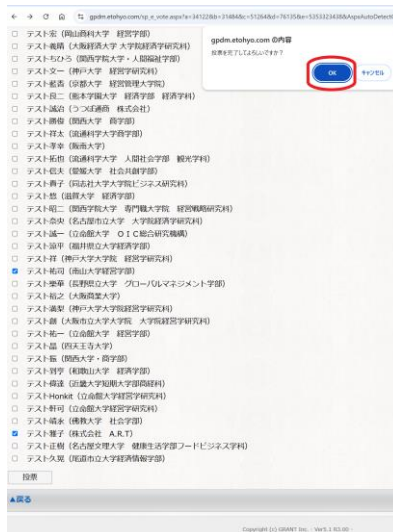 gpdm.etohyo.com の内容
投票を完了してよろしいですか？
OK
キャンセル
テスト宏（岡山商科大学　経営学部）
テスト義晴（大阪経済大学 大学院経済学研究科）
テストちひろ（関西学院大学・人間福祉学部）
テスト文一（神戸大学　経営学研究科）
テスト藍香（京都大学　経営管理大学院）
テスト良二（熊本学園大学　経済学部　経済学科）
テスト誠治（うつぼ通商　株式会社）
テスト勝俊（関西大学　商学部）
テスト祥太（流通科学大学商学部）
テスト孝幸（阪南大学）
テスト拓也（流通科学大学　人間社会学部　観光学科）
テスト信夫（愛媛大学　社会共創学部）
テスト貴子（同志社大学大学院ビジネス研究科）
テスト悠（滋賀大学　経済学部）
テスト昭二（関西学院大学　専門職大学院　経営戦略研究科）
テスト奈央（名古屋市立大学　大学院経済学研究科）
テスト誠一（立命館大学　ＯＩＣ総合研究機構）
テスト涼平（福井県立大学経済学部）
テスト祥（神戸大学大学院　経営学研究科）
テスト祐司（南山大学経営学部）
テスト樂華（長野県立大学　グローバルマネジメント学部）
テスト裕之（大阪商業大学）
テスト満梨（神戸大学大学院経営学研究科）
テスト創（大阪市立大学大学院　大学院経営学研究科）
テスト祐一（立命館大学　経営学部）
テスト晶（四天王寺大学）
テスト振（関西大学・商学部）
テスト到亨（和歌山大学　経済学部）
テスト偉達（近畿大学短期大学部商経科）
テストHonkit（立命館大学経営学研究科）
テスト軒可（立命館大学経営学研究科）
テスト靖永（佛教大学　社会学部）
テスト雅子（株式会社　A.R.T）
テスト正樹（名古屋文理大学　健康生活学部フードビジネス学科）
テスト久晃（尾道市立大学経済情報学部）
投票
▲戻る
Copyright (c) GRANT Inc. - Ver5.1 R3.00 -